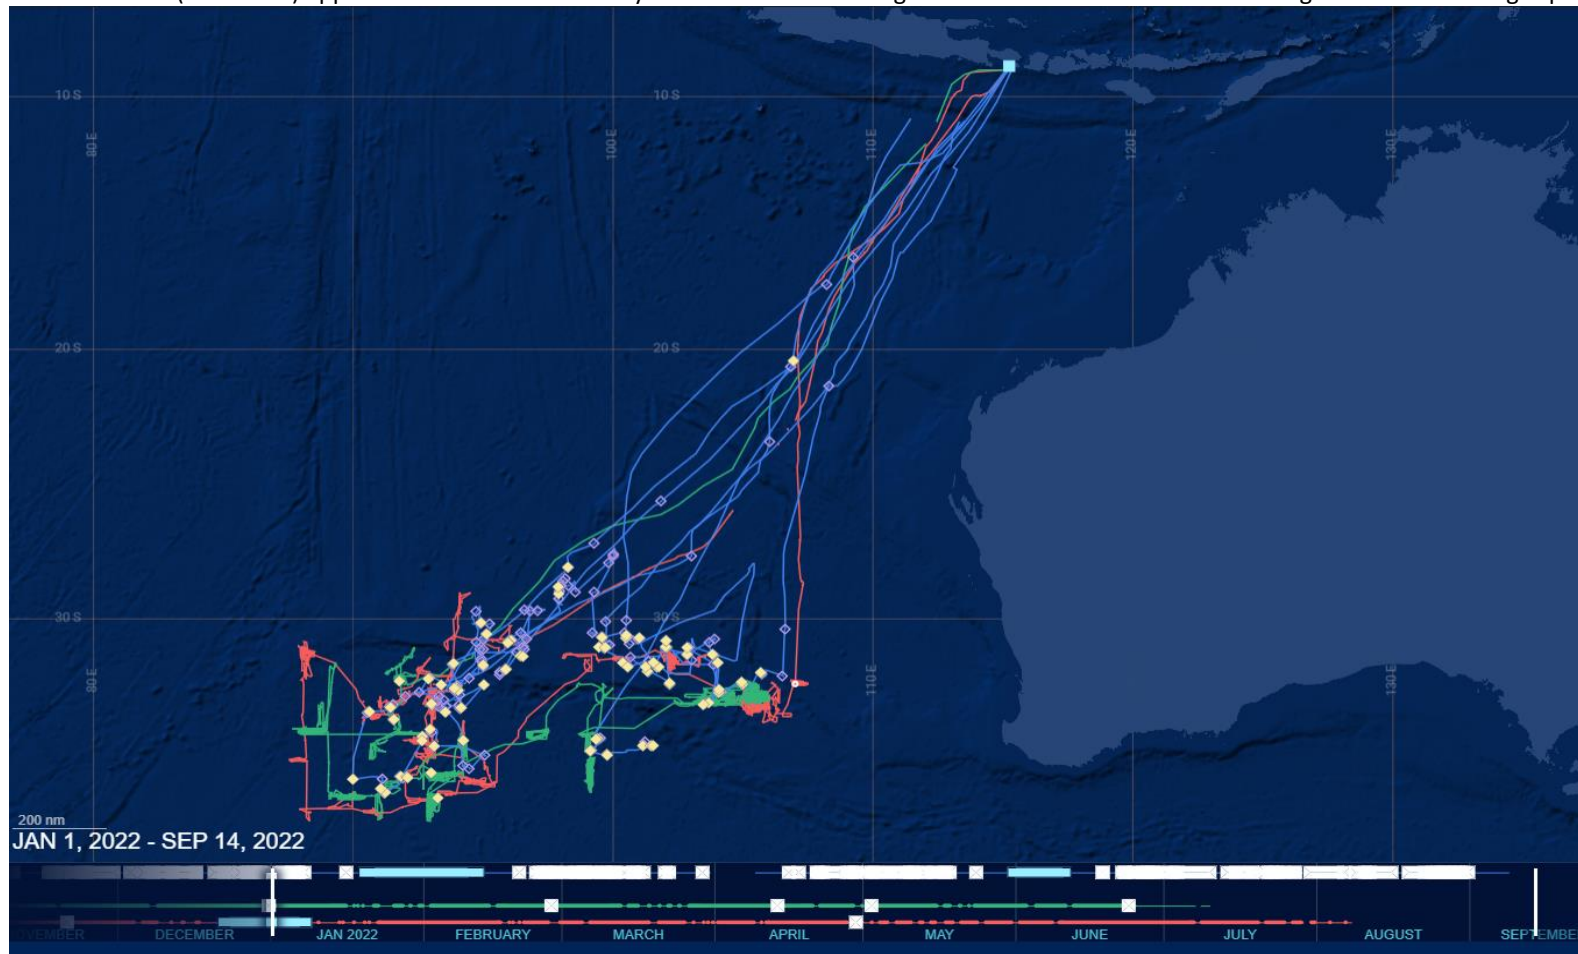 10 S
10 S
80 E
100 E
110 E
120 E
130 E
20 S
20 S
30 S
30 S
80 E
110 E
130 E
200 nm
JAN 1, 2022 - SEP 14, 2022
DECEMBER JAN 2022 FEBRUARY MARCH APRIL MAY JUNE JULY AUGUST SEPTEMBE